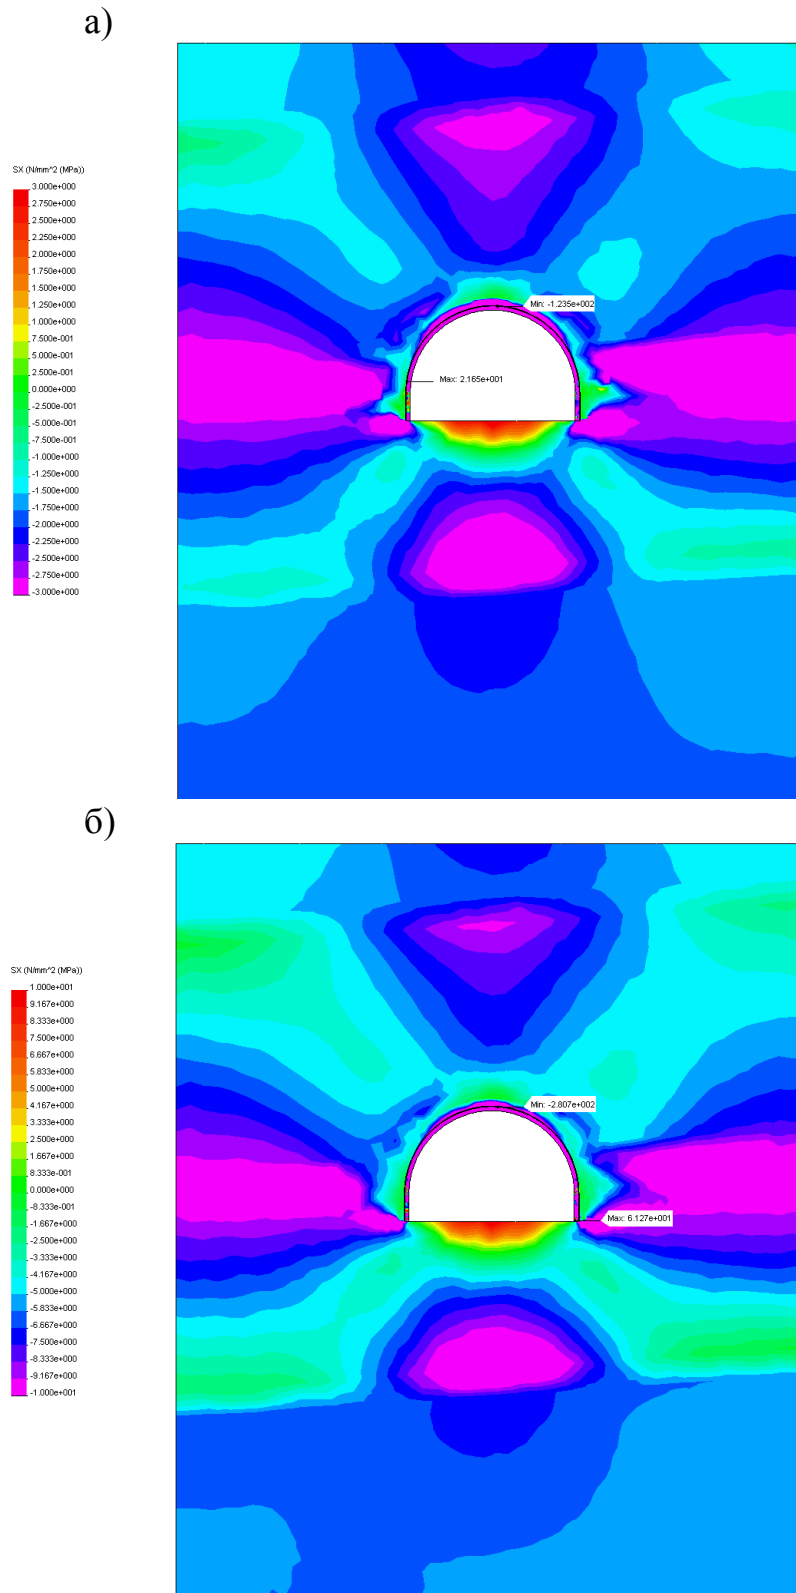 а)
SX (N/mm^2 (MPa))
3.000e+000
2.750e+000
2.500e+000
2.250e+000
2.000e+000
1.750e+000
1.500e+000
1.250e+000
1.000e+000
7.500e-001
5.000e-001
2.500e-001
0.000e+000
-2.500e-001
-5.000e-001
-7.500e-001
-1.000e+000
-1.250e+000
-1.500e+000
-1.750e+000
-2.000e+000
-2.250e+000
-2.500e+000
-2.750e+000
-3.000e+000
Min: -1.235e+002
Max: 2.165e+001
б)
SX (N/mm^2 (MPa))
1.000e+001
9.167e+000
8.333e+000
7.500e+000
6.667e+000
5.833e+000
5.000e+000
4.167e+000
3.333e+000
2.500e+000
1.667e+000
8.333e-001
0.000e+000
-8.333e-001
-1.667e+000
-2.500e+000
-3.333e+000
-4.167e+000
-5.000e+000
-5.833e+000
-6.667e+000
-7.500e+000
-8.333e+000
-9.167e+000
-1.000e+001
Min: -2.807e+002
Max: 6.127e+001